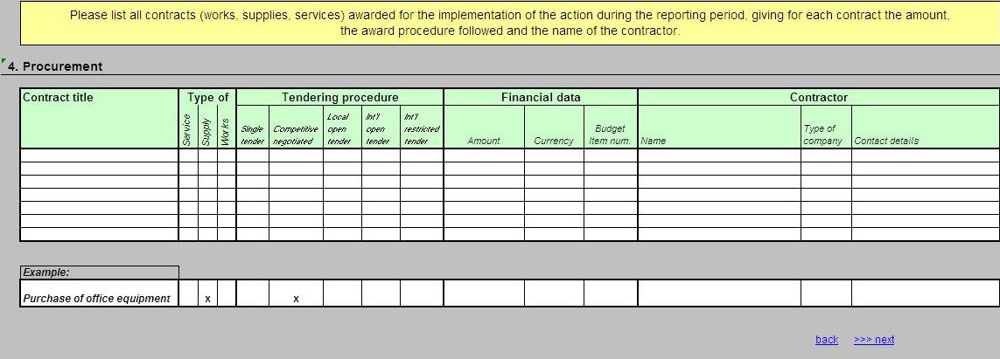 Please list all contracts (works, supplies, services) awarded for the implementation of the action during the reporting period, giving for each contract the amount,
the award procedure followed and the name of the contractor.
4. Procurement
Contract title
Type of
Service
Supply
Works
Tendering procedure
Single
tender
Competitive
negotiated
Local
open
tender
Int'l
open
tender
Int'l
restricted
tender
Financial data
Amount
Currency
Budget
Item num.
Contractor
Name
Type of
company
Contact details
Example:
Purchase of office equipment x x
back >>> next